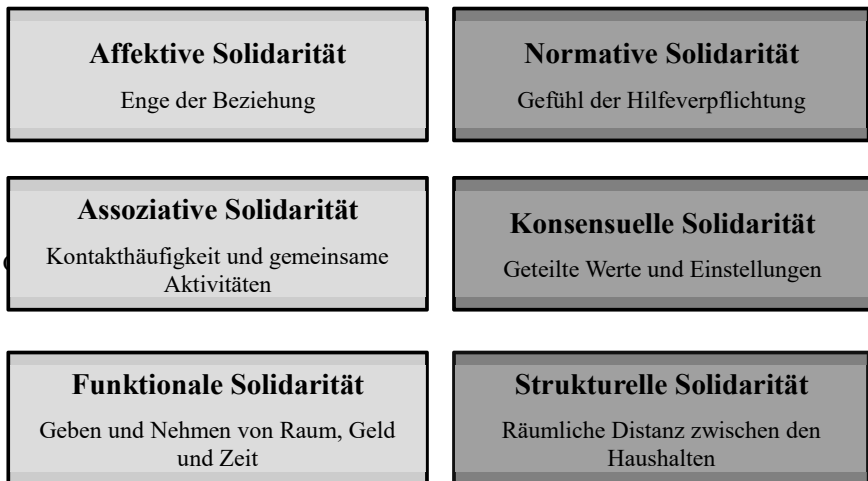 Affektive Solidarität
Enge der Beziehung
Normative Solidarität
Gefühl der Hilfeverpflichtung
Assoziative Solidarität
Kontakthäufigkeit und gemeinsame
Aktivitäten
Konsensuelle Solidarität
Geteilte Werte und Einstellungen
Funktionale Solidarität
Geben und Nehmen von Raum, Geld
und Zeit
Strukturelle Solidarität
Räumliche Distanz zwischen den
Haushalten